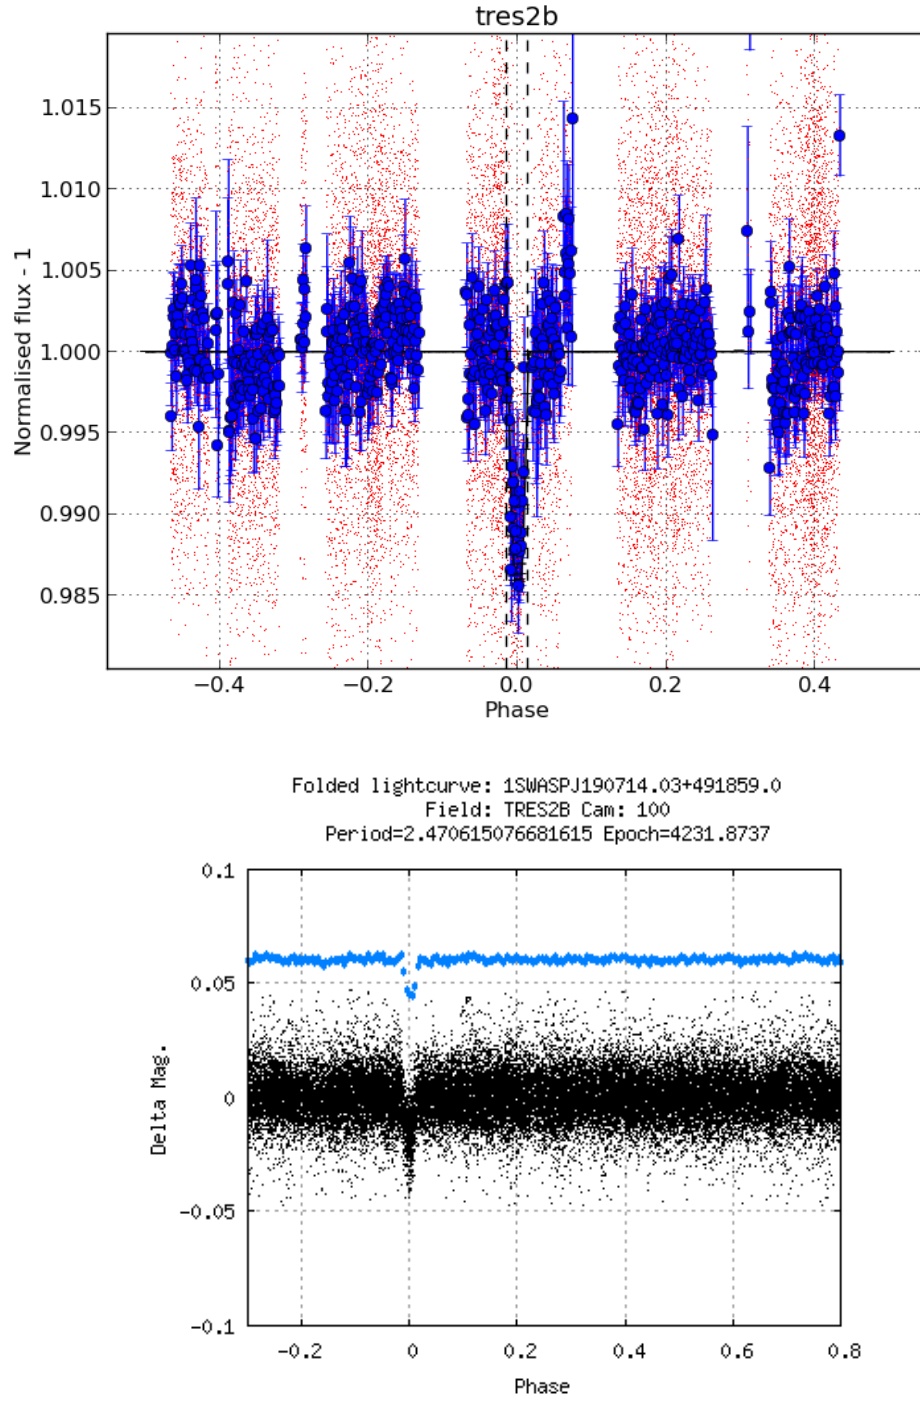 tres2b
1.015
1.010
1.005
1.000
0.995
0.990
0.985
Normalised flux - 1
−0.4 −0.2 0.0 0.2 0.4
Phase
Folded lightcurve: 1SWASPJ190714.03+491859.0
Field: TRES2B Cam: 100
Period=2.470615076681615 Epoch=4231.8737
0.1
0.05
0
-0.05
-0.1
Delta Mag.
-0.2 0 0.2 0.4 0.6 0.8
Phase